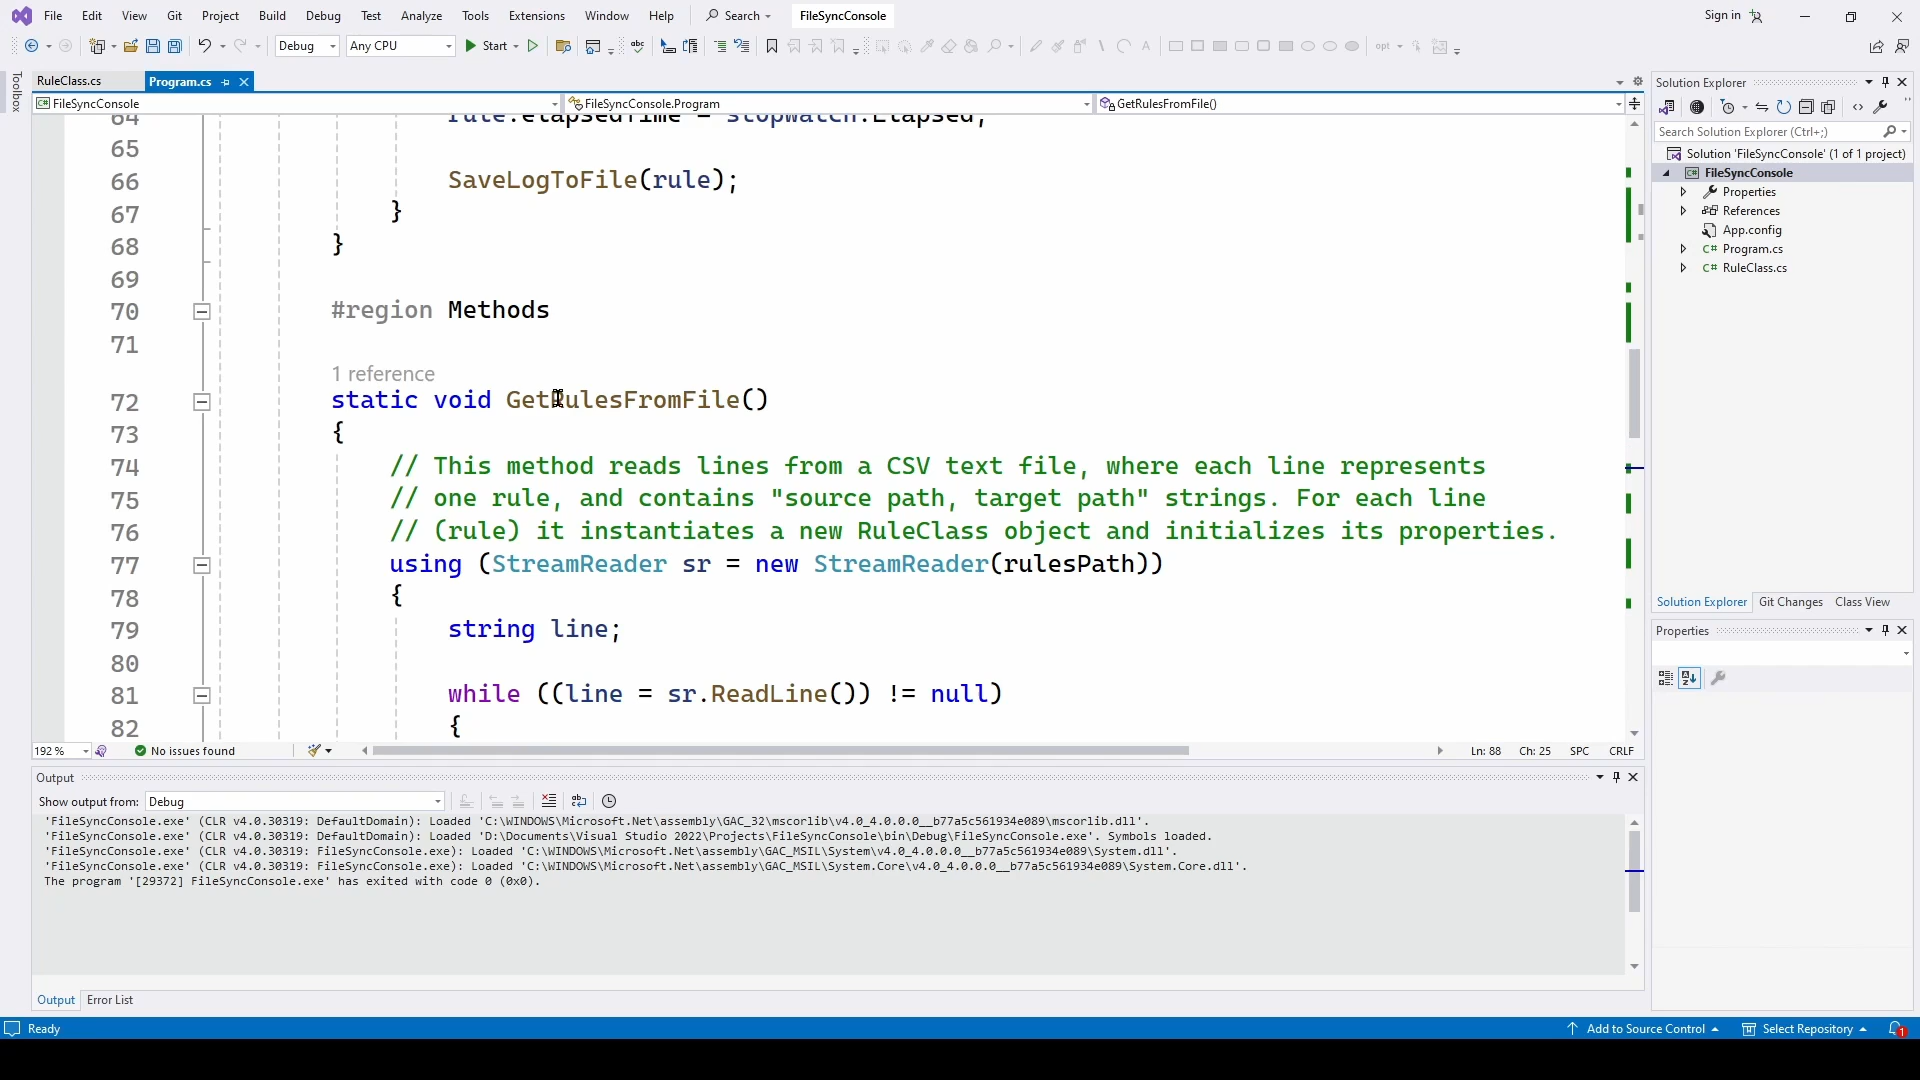 File Edit View Git Project Build Debug Test Analyze Tools Extensions Window Help Search FileSyncConsole Sign in
Debug Any CPU Start opt
Toolbox
RuleClass.cs Program.cs
FileSyncConsole FileSyncConsole.Program GetRulesFromFile()
64 rule.elapsedTime = stopwatch.Elapsed;
65
66 SaveLogToFile(rule);
67 }
68 }
69
70 #region Methods
71
1 reference
72 static void GetRulesFromFile()
73 {
74 // This method reads lines from a CSV text file, where each line represents
75 // one rule, and contains "source path, target path" strings. For each line
76 // (rule) it instantiates a new RuleClass object and initializes its properties.
77 using (StreamReader sr = new StreamReader(rulesPath))
78 {
79 string line;
80
81 while ((line = sr.ReadLine()) != null)
82 {
192 % No issues found Ln: 88 Ch: 25 SPC CRLF
Output
Show output from: Debug
'FileSyncConsole.exe' (CLR v4.0.30319: DefaultDomain): Loaded 'C:\WINDOWS\Microsoft.Net\assembly\GAC_32\mscorlib\v4.0_4.0.0.0__b77a5c561934e089\mscorlib.dll'.
'FileSyncConsole.exe' (CLR v4.0.30319: DefaultDomain): Loaded 'D:\Documents\Visual Studio 2022\Projects\FileSyncConsole\bin\Debug\FileSyncConsole.exe'. Symbols loaded.
'FileSyncConsole.exe' (CLR v4.0.30319: FileSyncConsole.exe): Loaded 'C:\WINDOWS\Microsoft.Net\assembly\GAC_MSIL\System\v4.0_4.0.0.0__b77a5c561934e089\System.dll'.
'FileSyncConsole.exe' (CLR v4.0.30319: FileSyncConsole.exe): Loaded 'C:\WINDOWS\Microsoft.Net\assembly\GAC_MSIL\System.Core\v4.0_4.0.0.0__b77a5c561934e089\System.Core.dll'.
The program '[29372] FileSyncConsole.exe' has exited with code 0 (0x0).
Output Error List
Solution Explorer
Search Solution Explorer (Ctrl+;)
Solution 'FileSyncConsole' (1 of 1 project)
FileSyncConsole
Properties
References
App.config
C# Program.cs
C# RuleClass.cs
Solution Explorer Git Changes Class View
Properties
Ready Add to Source Control Select Repository 1